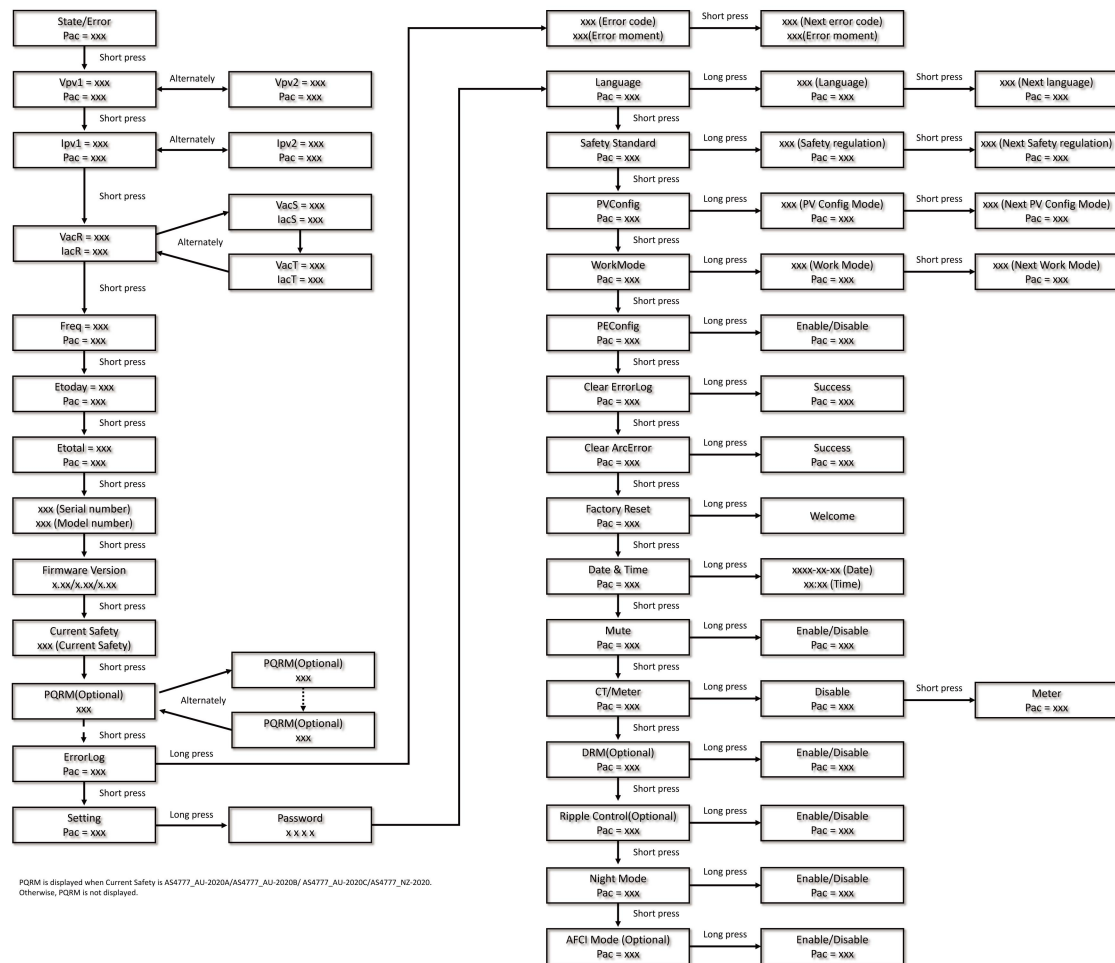 State/Error
Pac = xxx
Short press
Vpv1 = xxx
Pac = xxx
Alternately
Vpv2 = xxx
Pac = xxx
Short press
Ipv1 = xxx
Pac = xxx
Alternately
Ipv2 = xxx
Pac = xxx
Short press
VacR = xxx
IacR = xxx
Alternately
VacS = xxx
IacS = xxx
VacT = xxx
IacT = xxx
Short press
Freq = xxx
Pac = xxx
Short press
Etoday = xxx
Pac = xxx
Short press
Etotal = xxx
Pac = xxx
Short press
xxx (Serial number)
xxx (Model number)
Short press
Firmware Version
x.xx/x.xx/x.xx
Short press
Current Safety
xxx (Current Safety)
Short press
PQRM(Optional)
xxx
Alternately
PQRM(Optional)
xxx
PQRM(Optional)
xxx
Short press
ErrorLog
Pac = xxx
Long press
Short press
Setting
Pac = xxx
Long press
Password
x x x x
PQRM is displayed when Current Safety is AS4777_AU-2020A/AS4777_AU-2020B/ AS4777_AU-2020C/AS4777_NZ-2020.
Otherwise, PQRM is not displayed.
xxx (Error code)
xxx(Error moment)
Short press
xxx (Next error code)
xxx(Error moment)
Language
Pac = xxx
Long press
xxx (Language)
Pac = xxx
Short press
xxx (Next language)
Pac = xxx
Short press
Safety Standard
Pac = xxx
Long press
xxx (Safety regulation)
Pac = xxx
Short press
xxx (Next Safety regulation)
Pac = xxx
Short press
PVConfig
Pac = xxx
Long press
xxx (PV Config Mode)
Pac = xxx
Short press
xxx (Next PV Config Mode)
Pac = xxx
Short press
WorkMode
Pac = xxx
Long press
xxx (Work Mode)
Pac = xxx
Short press
xxx (Next Work Mode)
Pac = xxx
Short press
PEConfig
Pac = xxx
Long press
Enable/Disable
Pac = xxx
Short press
Clear ErrorLog
Pac = xxx
Long press
Success
Pac = xxx
Short press
Clear ArcError
Pac = xxx
Long press
Success
Pac = xxx
Short press
Factory Reset
Pac = xxx
Long press
Welcome
Short press
Date & Time
Pac = xxx
Long press
xxxx-xx-xx (Date)
xx:xx (Time)
Short press
Mute
Pac = xxx
Long press
Enable/Disable
Pac = xxx
Short press
CT/Meter
Pac = xxx
Long press
Disable
Pac = xxx
Short press
Meter
Pac = xxx
Short press
DRM(Optional)
Pac = xxx
Long press
Enable/Disable
Pac = xxx
Short press
Ripple Control(Optional)
Pac = xxx
Long press
Enable/Disable
Pac = xxx
Short press
Night Mode
Pac = xxx
Long press
Enable/Disable
Pac = xxx
Short press
AFCI Mode (Optional)
Pac = xxx
Long press
Enable/Disable
Pac = xxx